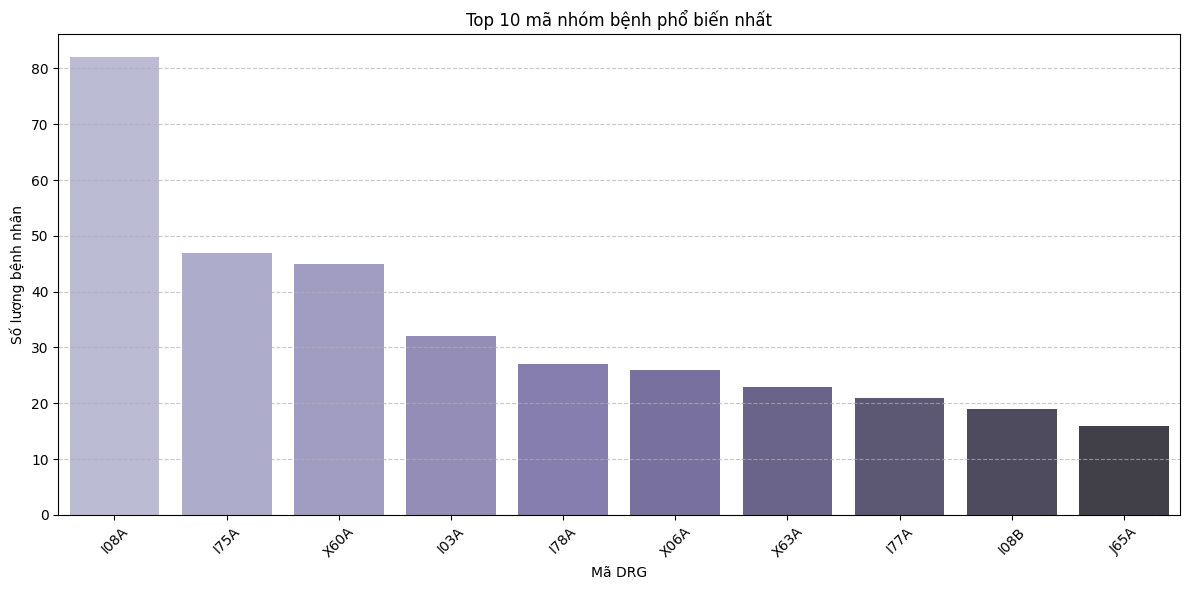 Top 10 mã nhóm bệnh phổ biến nhất
Số lượng bệnh nhân
80
70
60
50
40
30
20
10
0
I08A
I75A
X60A
I03A
I78A
X06A
X63A
I77A
I08B
J65A
Mã DRG